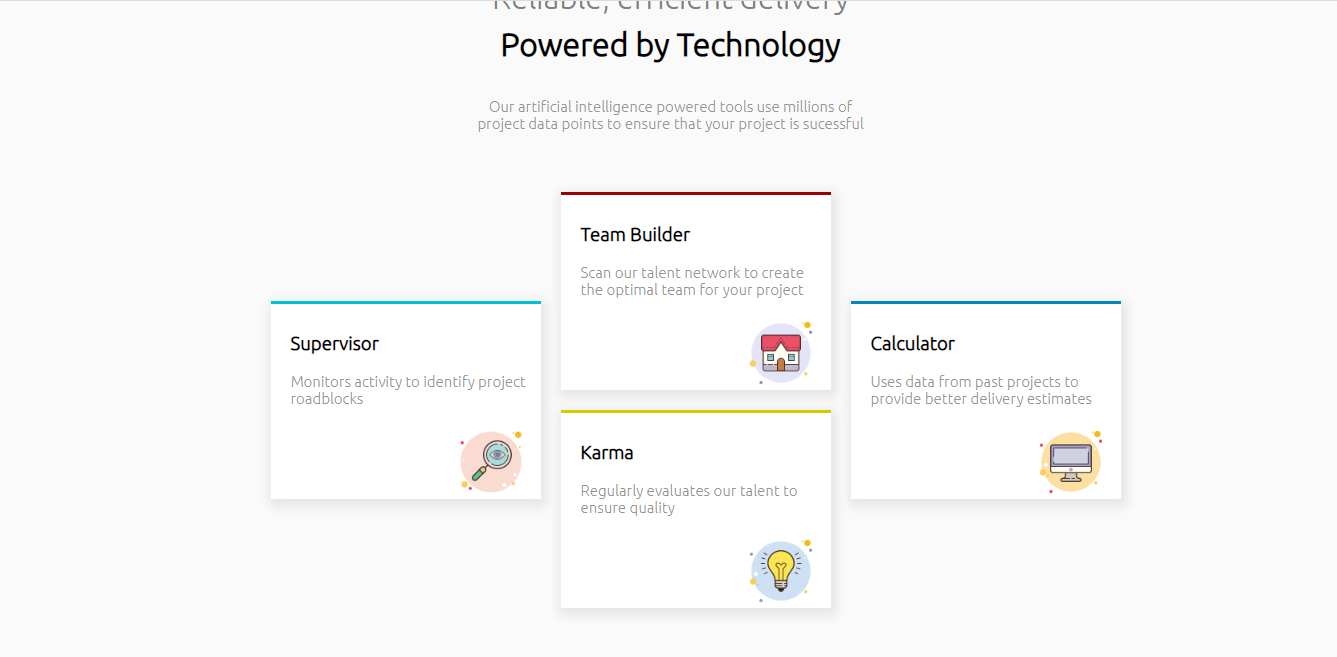 Reliable, efficient delivery
Powered by Technology
Our artificial intelligence powered tools use millions of
project data points to ensure that your project is sucessful
Team Builder
Scan our talent network to create
the optimal team for your project
Supervisor
Monitors activity to identify project
roadblocks
Calculator
Uses data from past projects to
provide better delivery estimates
Karma
Regularly evaluates our talent to
ensure quality